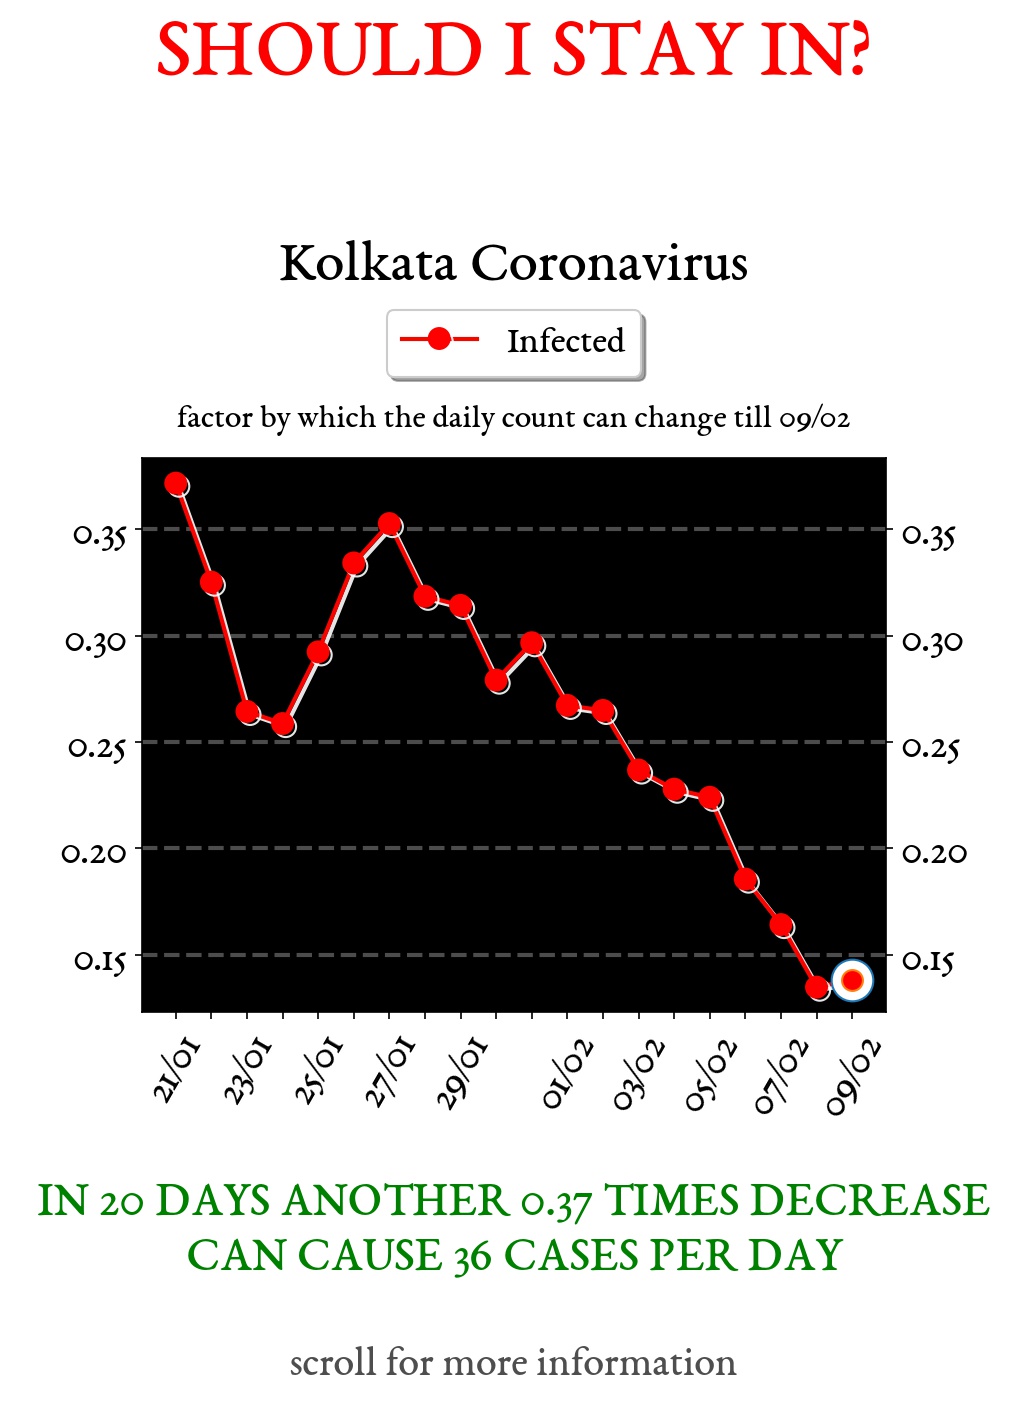 SHOULD I STAY IN?
Kolkata Coronavirus
Infected
factor by which the daily count can change till 09/02
0.35 0.35
0.30 0.30
0.25 0.25
0.20 0.20
0.15 0.15
21/01 23/01 25/01 27/01 29/01 01/02 03/02 05/02 07/02 09/02
IN 20 DAYS ANOTHER 0.37 TIMES DECREASE
CAN CAUSE 36 CASES PER DAY
scroll for more information